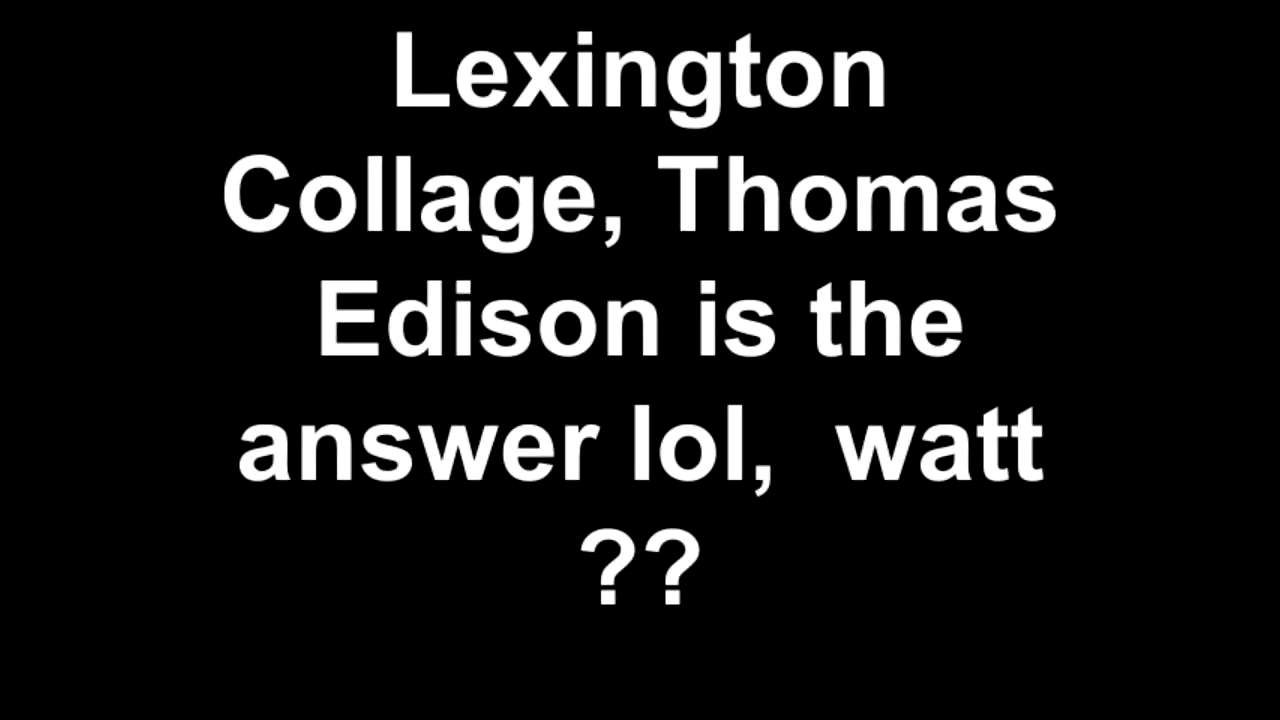 Lexington
Collage, Thomas
Edison is the
answer lol,  watt
??